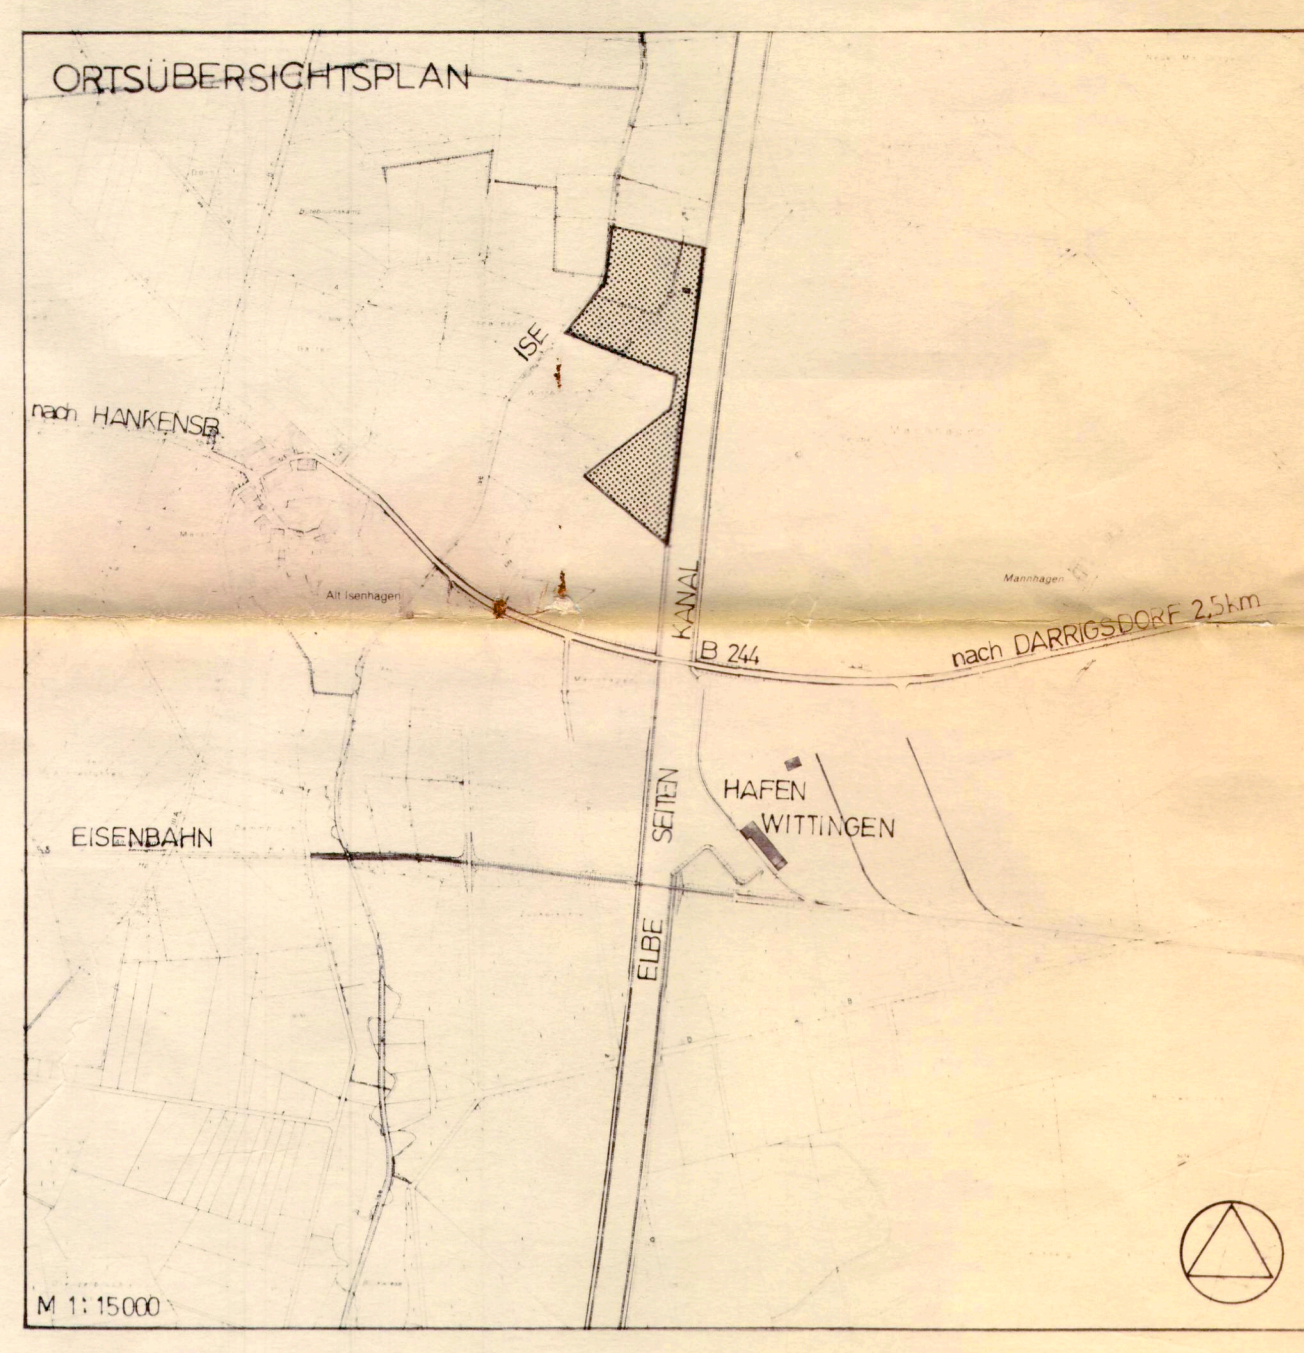 ORTSÜBERSICHTSPLAN
ISE
nach HANKENSB
KANAL
Mannhagen
Alt Isenhagen
nach DARRIGSDORF 2,5km
B 244
HAFEN
WITTINGEN
SEITEN
EISENBAHN
ELBE
M 1:15000